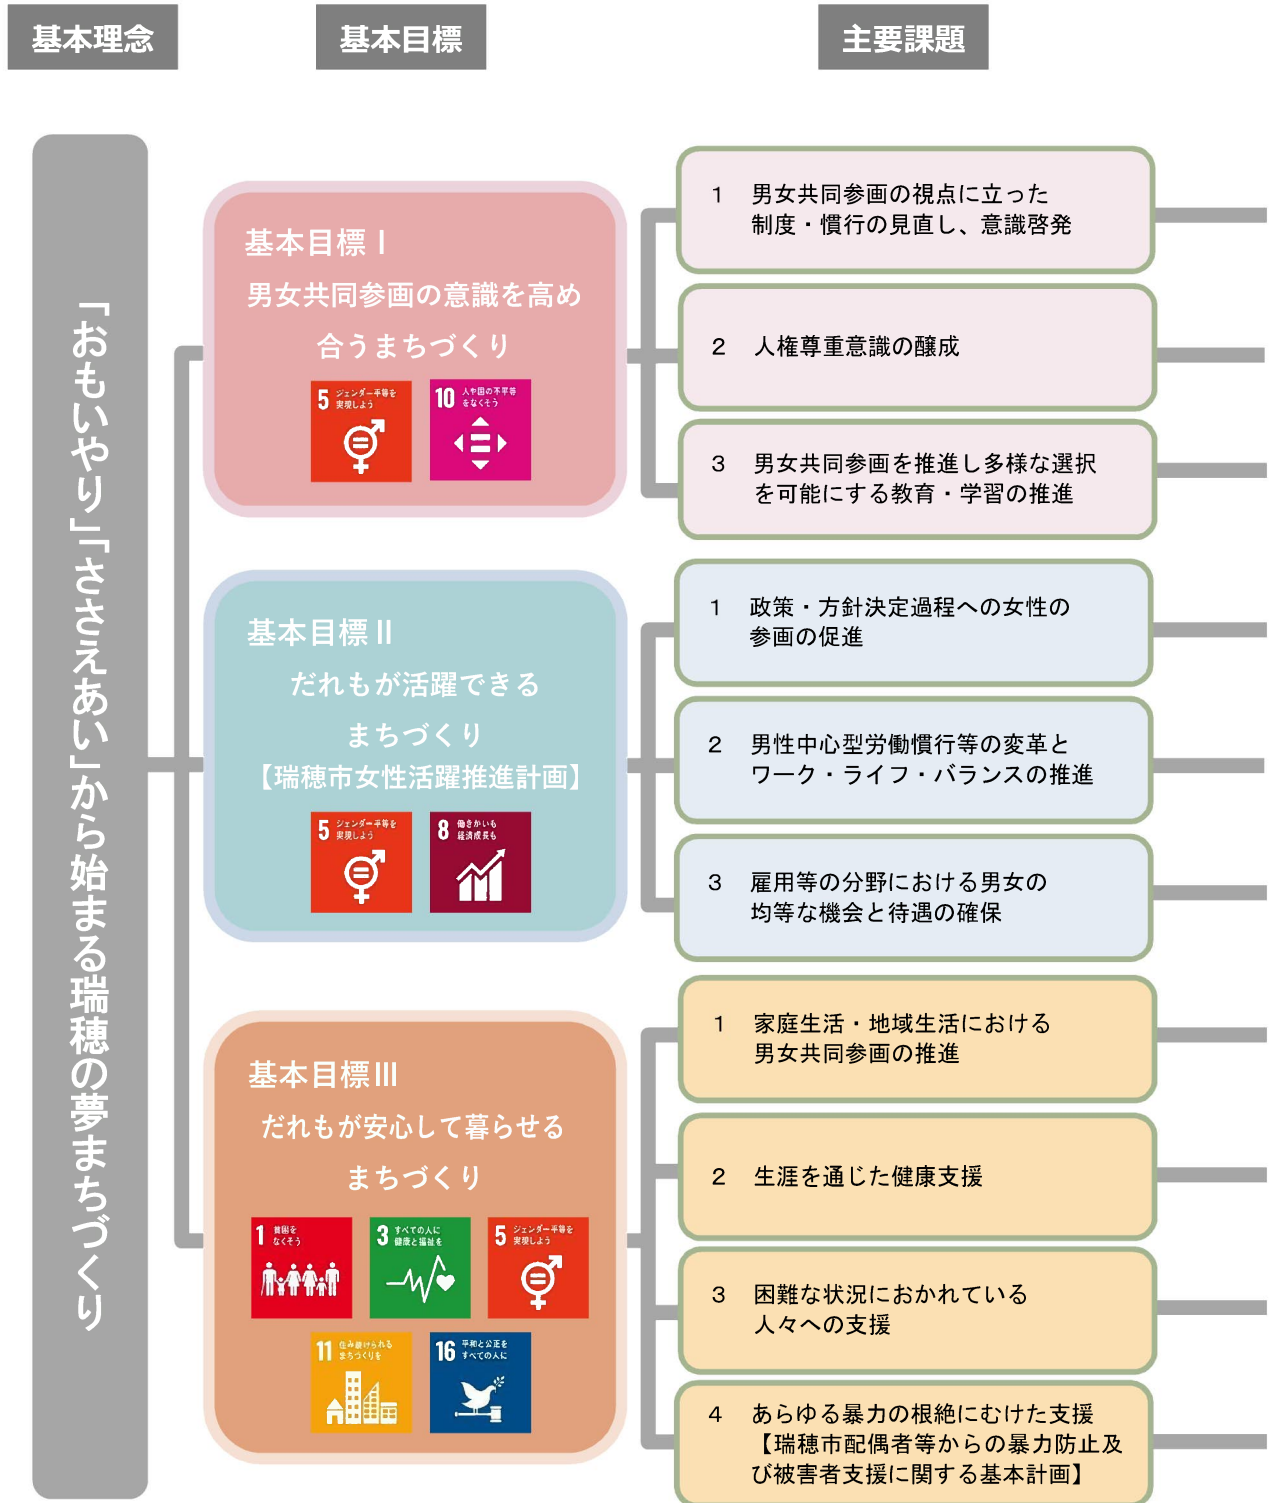 基本理念
基本目標
主要課題
「おもいやり」「ささえあい」から始まる瑞穂の夢まちづくり
基本目標Ⅰ
男女共同参画の意識を高め
合うまちづくり
5 ジェンダー平等を
実現しよう
10 人や国の不平等
をなくそう
1 男女共同参画の視点に立った
制度・慣行の見直し、意識啓発
2 人権尊重意識の醸成
3 男女共同参画を推進し多様な選択
を可能にする教育・学習の推進
基本目標Ⅱ
だれもが活躍できる
まちづくり
【瑞穂市女性活躍推進計画】
5 ジェンダー平等を
実現しよう
8 働きがいも
経済成長も
1 政策・方針決定過程への女性の
参画の促進
2 男性中心型労働慣行等の変革と
ワーク・ライフ・バランスの推進
3 雇用等の分野における男女の
均等な機会と待遇の確保
基本目標Ⅲ
だれもが安心して暮らせる
まちづくり
1 貧困を
なくそう
3 すべての人に
健康と福祉を
5 ジェンダー平等を
実現しよう
11 住み続けられる
まちづくりを
16 平和と公正を
すべての人に
1 家庭生活・地域生活における
男女共同参画の推進
2 生涯を通じた健康支援
3 困難な状況におかれている
人々への支援
4 あらゆる暴力の根絶にむけた支援
【瑞穂市配偶者等からの暴力防止及
び被害者支援に関する基本計画】